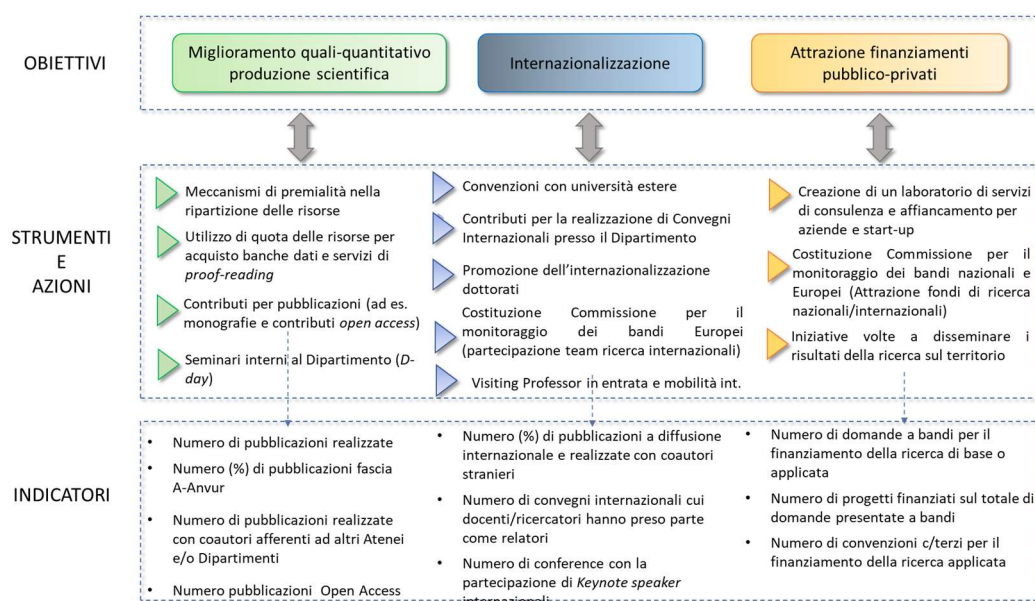 OBIETTIVI
Miglioramento quali-quantitativo
produzione scientifica
Internazionalizzazione
Attrazione finanziamenti
pubblico-privati
STRUMENTI
E
AZIONI
Meccanismi di premialità nella
ripartizione delle risorse
Utilizzo di quota delle risorse per
acquisto banche dati e servizi di
proof-reading
Contributi per pubblicazioni (ad es.
monografie e contributi open access)
Seminari interni al Dipartimento (D-
day)
Convenzioni con università estere
Contributi per la realizzazione di Convegni
Internazionali presso il Dipartimento
Promozione dell’internazionalizzazione
dottorati
Costituzione Commissione per il
monitoraggio dei bandi Europei
(partecipazione team ricerca internazionali)
Visiting Professor in entrata e mobilità int.
Creazione di un laboratorio di servizi
di consulenza e affiancamento per
aziende e start-up
Costituzione Commissione per il
monitoraggio dei bandi nazionali e
Europei (Attrazione fondi di ricerca
nazionali/internazionali)
Iniziative volte a disseminare i
risultati della ricerca sul territorio
INDICATORI
• Numero di pubblicazioni realizzate
• Numero (%) di pubblicazioni fascia
A-Anvur
• Numero di pubblicazioni realizzate
con coautori afferenti ad altri Atenei
e/o Dipartimenti
• Numero pubblicazioni Open Access
• Numero (%) di pubblicazioni a diffusione
internazionale e realizzate con coautori
stranieri
• Numero di convegni internazionali cui
docenti/ricercatori hanno preso parte
come relatori
• Numero di conference con la
partecipazione di Keynote speaker
internazionali
• Numero di domande a bandi per il
finanziamento della ricerca di base o
applicata
• Numero di progetti finanziati sul totale di
domande presentate a bandi
• Numero di convenzioni c/terzi per il
finanziamento della ricerca applicata